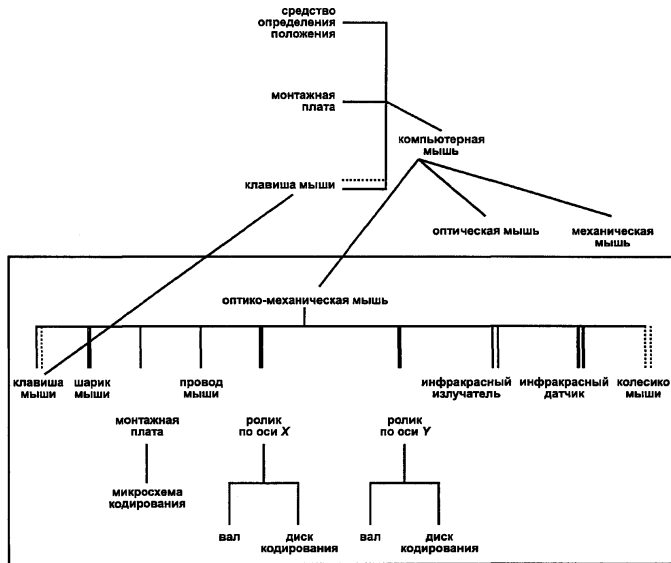 средство
определения
положения
монтажная
плата
компьютерная
мышь
клавиша мыши
оптическая мышь
механическая
мышь
оптико-механическая мышь
клавиша
мыши
шарик
мыши
провод
мыши
инфракрасный
излучатель
инфракрасный
датчик
колесико
мыши
монтажная
плата
ролик
по оси X
ролик
по оси Y
микросхема
кодирования
вал
диск
кодирования
вал
диск
кодирования